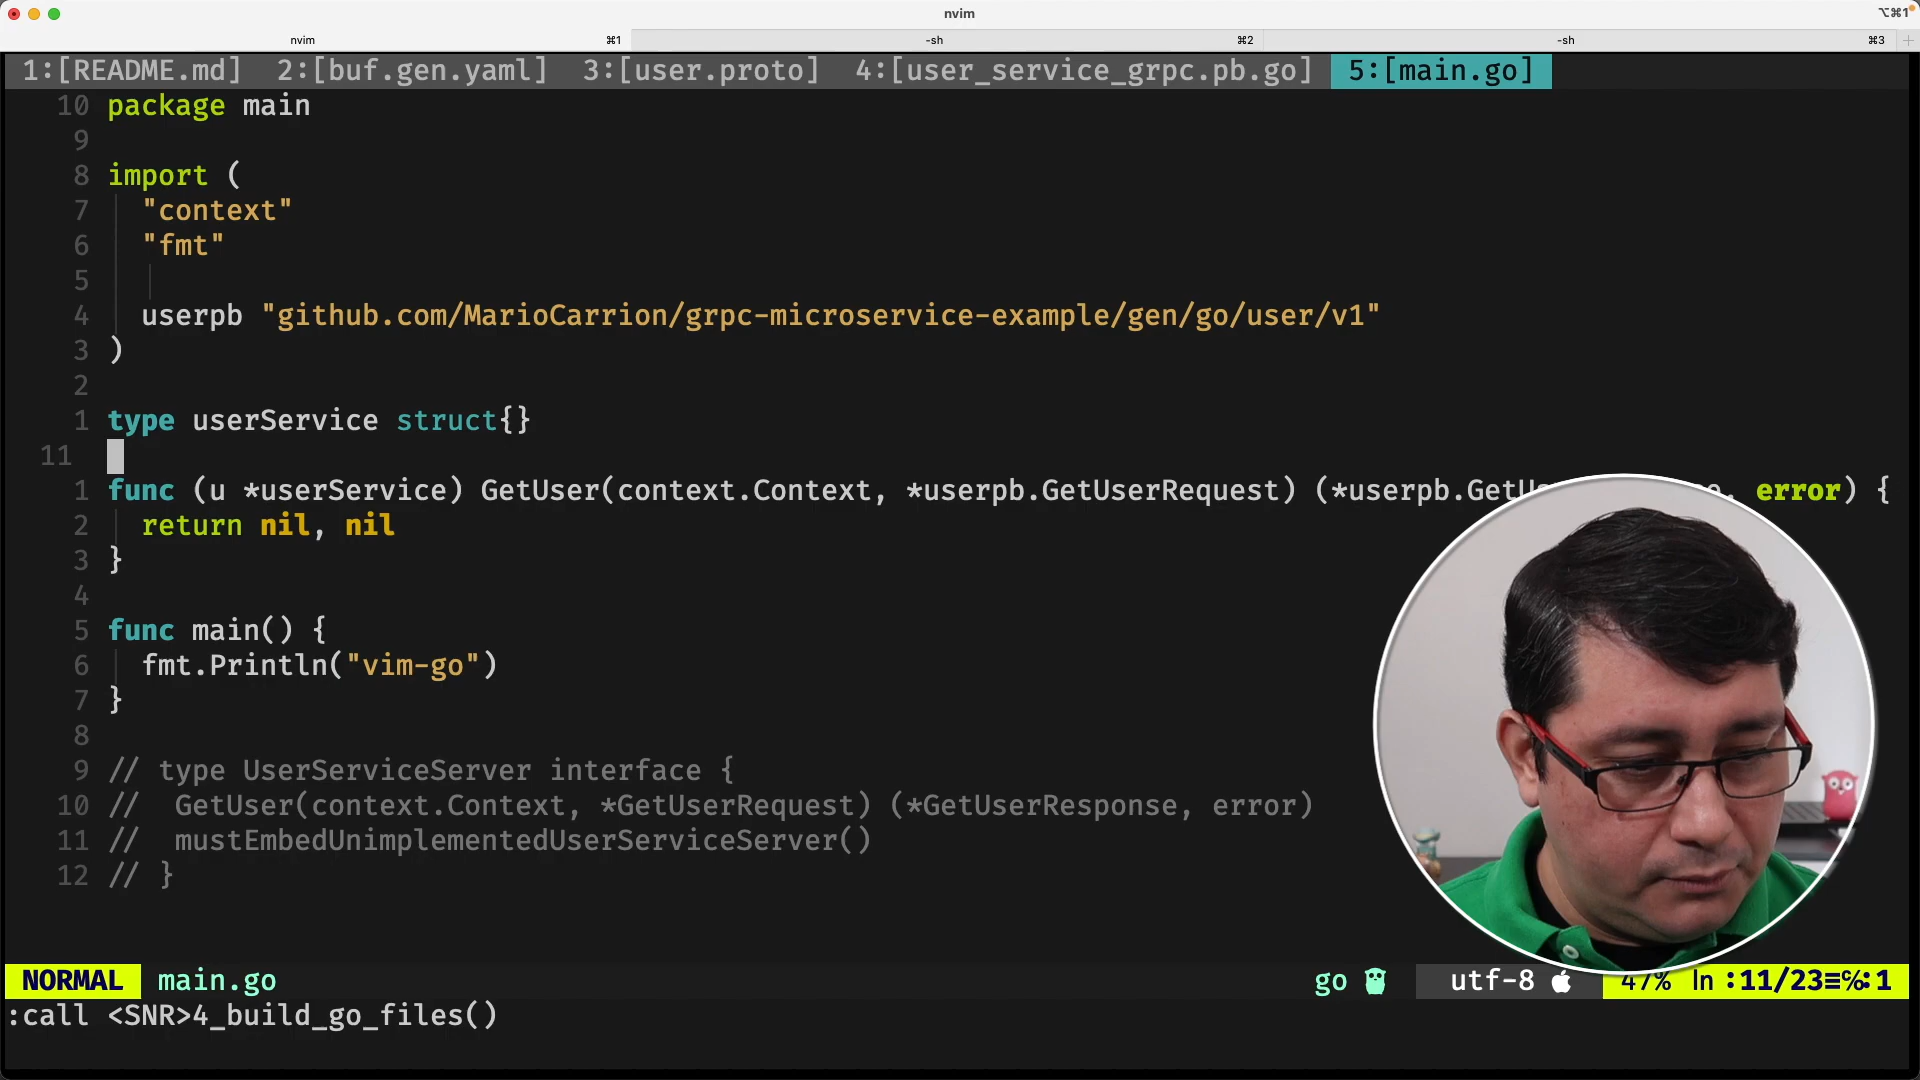 nvim ⌥⌘1
nvim ⌘1 -sh ⌘2 -sh ⌘3 +
1:[README.md] 2:[buf.gen.yaml] 3:[user.proto] 4:[user_service_grpc.pb.go] 5:[main.go]
10 package main
9
8 import (
7 "context"
6 "fmt"
5
4 userpb "github.com/MarioCarrion/grpc-microservice-example/gen/go/user/v1"
3 )
2
1 type userService struct{}
11
1 func (u *userService) GetUser(context.Context, *userpb.GetUserRequest) (*userpb. error) {
2 return nil, nil
3 }
4
5 func main() {
6 fmt.Println("vim-go")
7 }
8
9 // type UserServiceServer interface {
10 // GetUser(context.Context, *GetUserRequest) (*GetUserResponse, error)
11 // mustEmbedUnimplementedUserServiceServer()
12 // }
NORMAL main.go go utf-8 47% ln :11/23≡℅:1
:call <SNR>4_build_go_files()